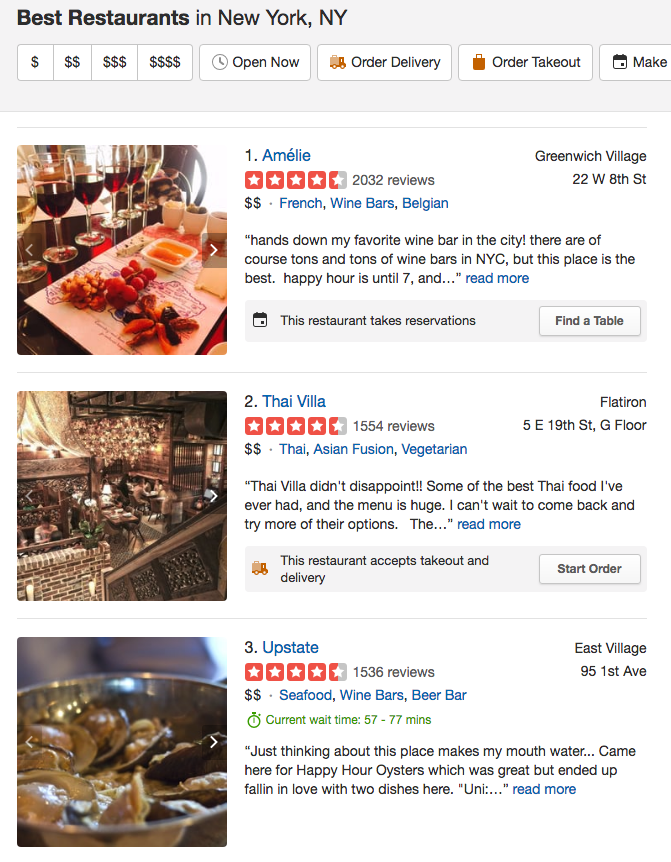 Best Restaurants in New York, NY
$ $$ $$$ $$$$ Open Now Order Delivery Order Takeout Make
1. Amélie Greenwich Village
2032 reviews 22 W 8th St
$$ · French, Wine Bars, Belgian
“hands down my favorite wine bar in the city! there are of
course tons and tons of wine bars in NYC, but this place is the
best. happy hour is until 7, and…” read more
This restaurant takes reservations Find a Table
2. Thai Villa Flatiron
1554 reviews 5 E 19th St, G Floor
$$ · Thai, Asian Fusion, Vegetarian
“Thai Villa didn't disappoint!! Some of the best Thai food I've
ever had, and the menu is huge. I can't wait to come back and
try more of their options. The…” read more
This restaurant accepts takeout and
delivery
Start Order
3. Upstate East Village
1536 reviews 95 1st Ave
$$ · Seafood, Wine Bars, Beer Bar
Current wait time: 57 - 77 mins
“Just thinking about this place makes my mouth water... Came
here for Happy Hour Oysters which was great but ended up
fallin in love with two dishes here. "Uni:…” read more